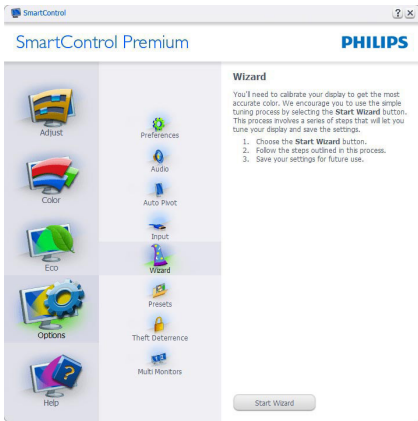 SmartControl
SmartControl Premium
PHILIPS
Adjust
Color
Eco
Options
Help
Preferences
Audio
Auto Pivot
Input
Wizard
Presets
Theft Deterrence
Multi Monitors
Wizard
You'll need to calibrate your display to get the most
accurate color. We encourage you to use the simple
tuning process by selecting the Start Wizard button.
This process involves a series of steps that will let you
tune your display and save the settings.
1. Choose the Start Wizard button.
2. Follow the steps outlined in this process.
3. Save your settings for future use.
Start Wizard